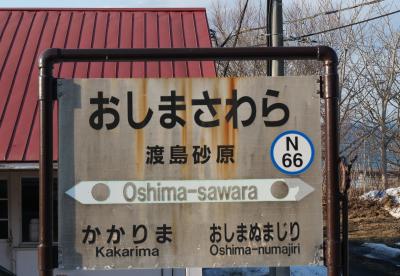 おしまさわら
渡島砂原
N
66
Oshima-sawara
かかりま
Kakarima
おしまぬまじり
Oshima-numajiri